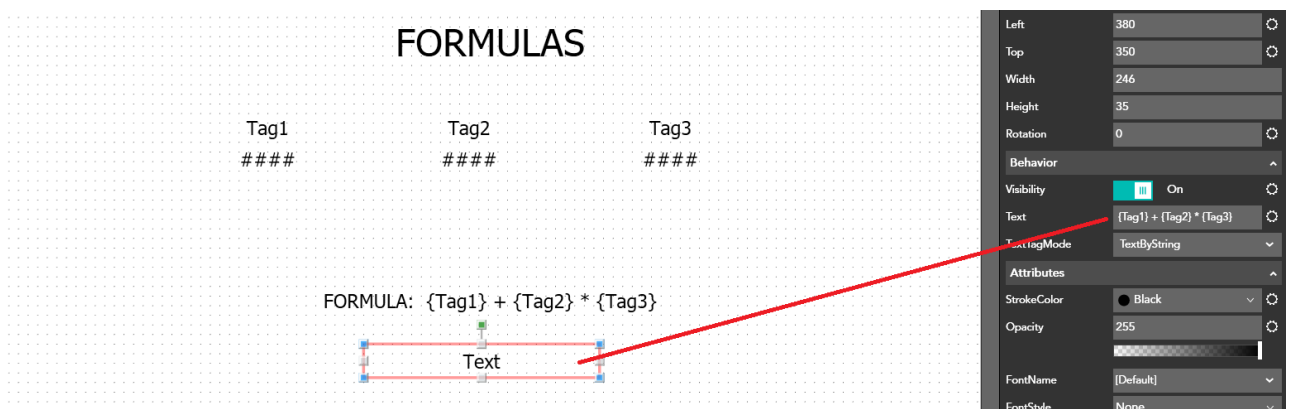 FORMULAS
Tag1 Tag2 Tag3
#### #### ####
FORMULA: {Tag1} + {Tag2} * {Tag3}
Text
Left 380
Top 350
Width 246
Height 35
Rotation 0
Behavior
Visibility On
Text {Tag1} + {Tag2} * {Tag3}
TextTagMode TextByString
Attributes
StrokeColor Black
Opacity 255
FontName [Default]
FontStyle None